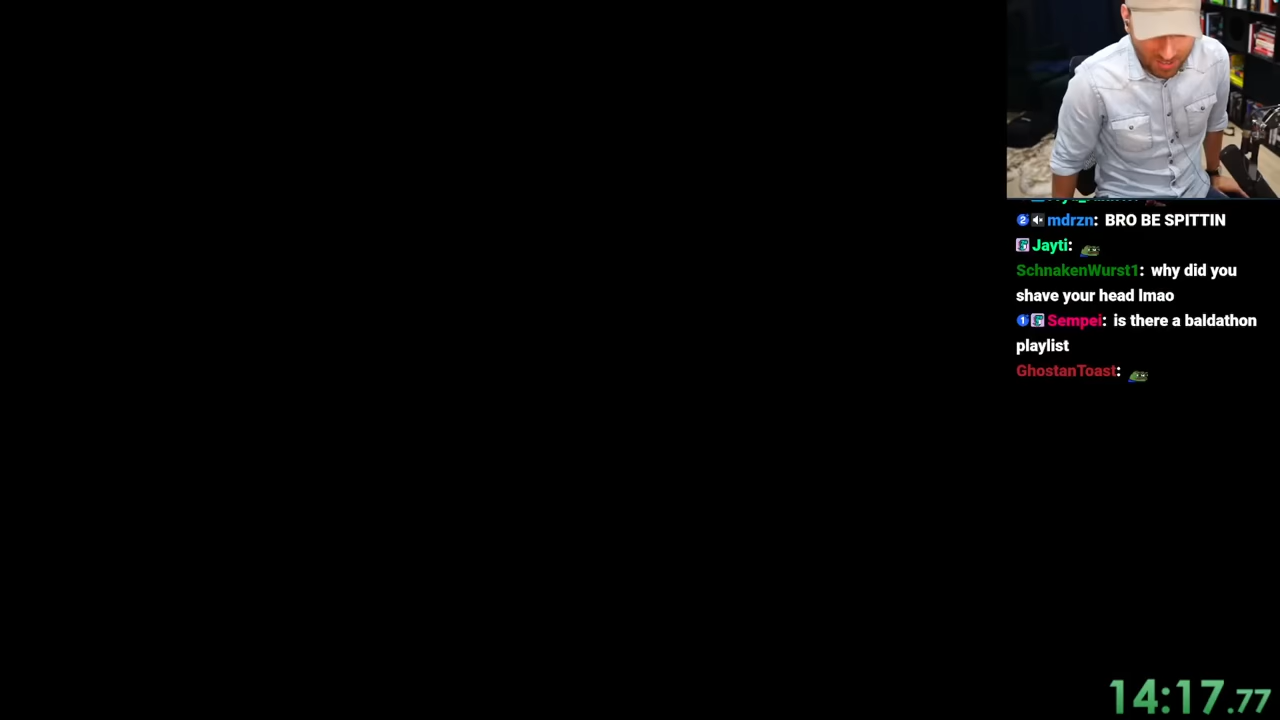 mdrzn: BRO BE SPITTIN
Jayti:
SchnakenWurst1: why did you
shave your head lmao
Sempei: is there a baldathon
playlist
GhostanToast:
14:17.77